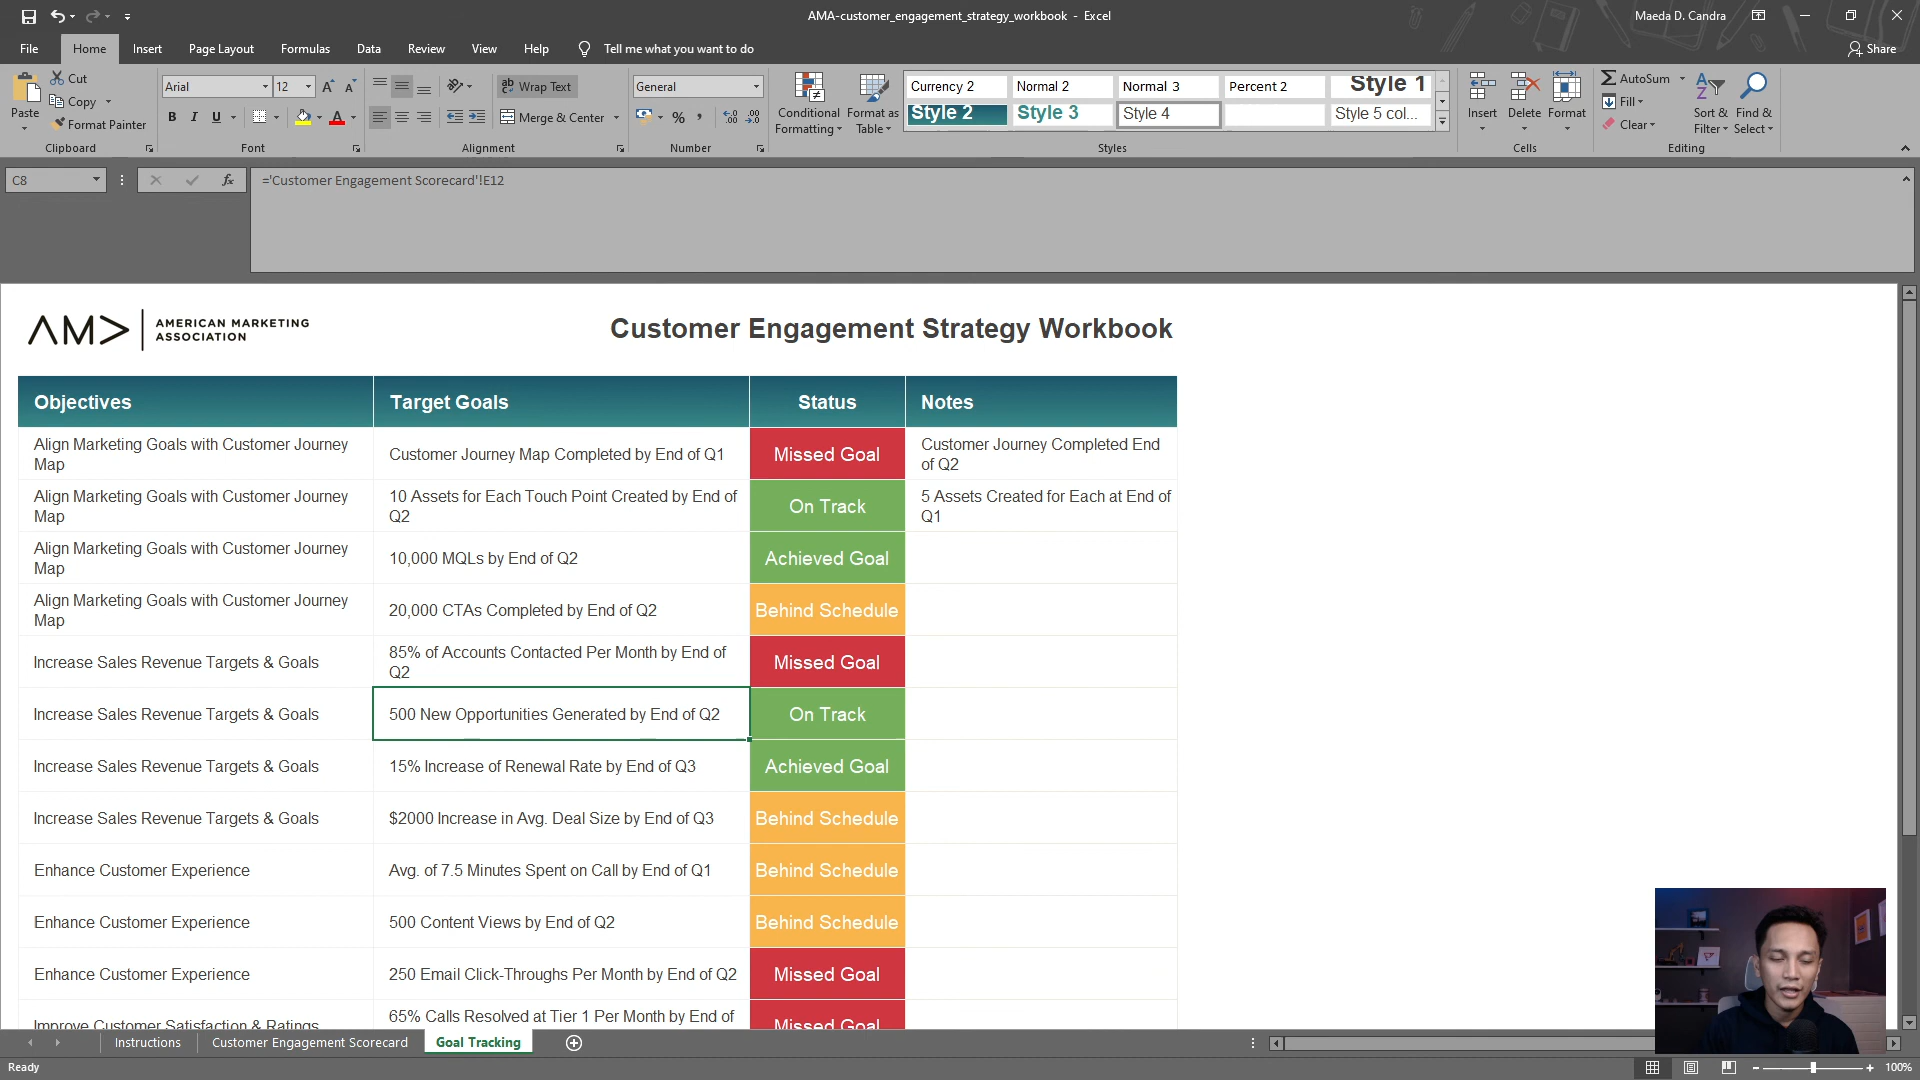 AMA-customer_engagement_strategy_workbook - Excel
Maeda D. Candra
File Home Insert Page Layout Formulas Data Review View Help Tell me what you want to do
Share
Paste
Cut
Copy
Format Painter
Clipboard
Arial 12
B I U
Font
Wrap Text
Merge & Center
Alignment
General
Number
Conditional Formatting
Format as Table
Currency 2 Normal 2 Normal 3 Percent 2 Style 1
Style 2 Style 3 Style 4 Style 5 col...
Styles
Insert Delete Format
Cells
AutoSum
Fill
Clear
Sort & Filter
Find & Select
Editing
C8
fx
='Customer Engagement Scorecard'!E12
AMA
AMERICAN MARKETING
ASSOCIATION
Customer Engagement Strategy Workbook
Objectives Target Goals Status Notes
Align Marketing Goals with Customer Journey Map Customer Journey Map Completed by End of Q1 Missed Goal Customer Journey Completed End of Q2
Align Marketing Goals with Customer Journey Map 10 Assets for Each Touch Point Created by End of Q2 On Track 5 Assets Created for Each at End of Q1
Align Marketing Goals with Customer Journey Map 10,000 MQLs by End of Q2 Achieved Goal
Align Marketing Goals with Customer Journey Map 20,000 CTAs Completed by End of Q2 Behind Schedule
Increase Sales Revenue Targets & Goals 85% of Accounts Contacted Per Month by End of Q2 Missed Goal
Increase Sales Revenue Targets & Goals 500 New Opportunities Generated by End of Q2 On Track
Increase Sales Revenue Targets & Goals 15% Increase of Renewal Rate by End of Q3 Achieved Goal
Increase Sales Revenue Targets & Goals $2000 Increase in Avg. Deal Size by End of Q3 Behind Schedule
Enhance Customer Experience Avg. of 7.5 Minutes Spent on Call by End of Q1 Behind Schedule
Enhance Customer Experience 500 Content Views by End of Q2 Behind Schedule
Enhance Customer Experience 250 Email Click-Throughs Per Month by End of Q2 Missed Goal
Improve Customer Satisfaction & Ratings 65% Calls Resolved at Tier 1 Per Month by End of Missed Goal
Instructions Customer Engagement Scorecard Goal Tracking
Ready
100%